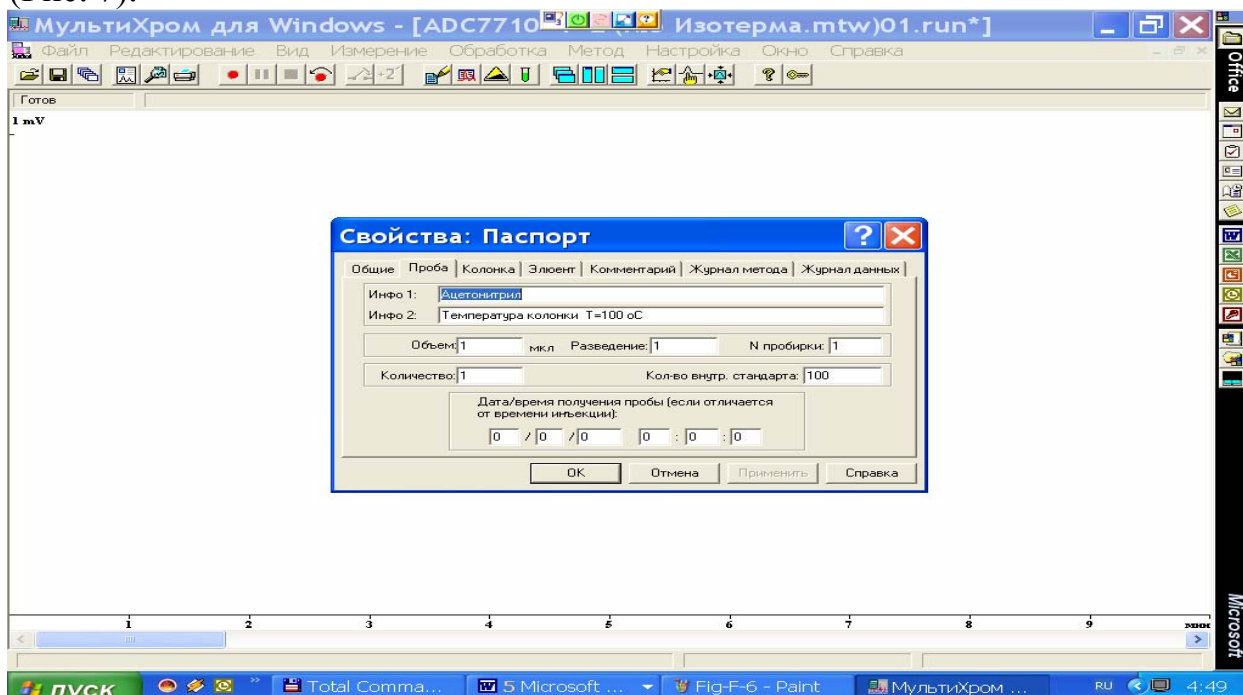 МультиХром для Windows - [ADC7710 Изотерма.mtw)01.run*]
Файл Редактирование Вид Измерение Обработка Метод Настройка Окно Справка
Office
Готов
1 mV
Свойства: Паспорт
Общие Проба Колонка Элюент Комментарий Журнал метода Журнал данных
Инфо 1: Ацетонитрил
Инфо 2: Температура колонки T=100 oC
Объем: 1 мкл Разведение: 1 N пробирки: 1
Количество: 1 Кол-во внутр. стандарта: 100
Дата/время получения пробы (если отличается
от времени инъекции):
0 / 0 / 0 0 : 0 : 0
OK Отмена Применить Справка
1 2 3 4 5 6 7 8 9 мин
Microsoft
пуск Total Comma... 5 Microsoft ... Fig-F-6 - Paint МультиХром ... RU 4:49